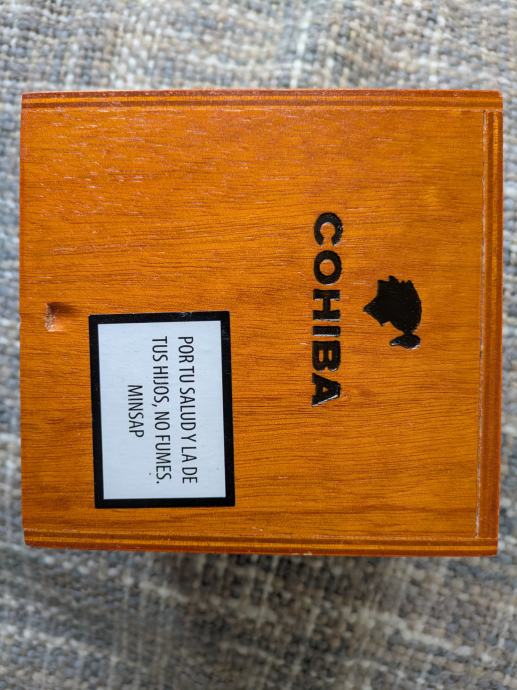 COHIBA
POR TU SALUD Y LA DE
TUS HIJOS, NO FUMES.
MINSAP